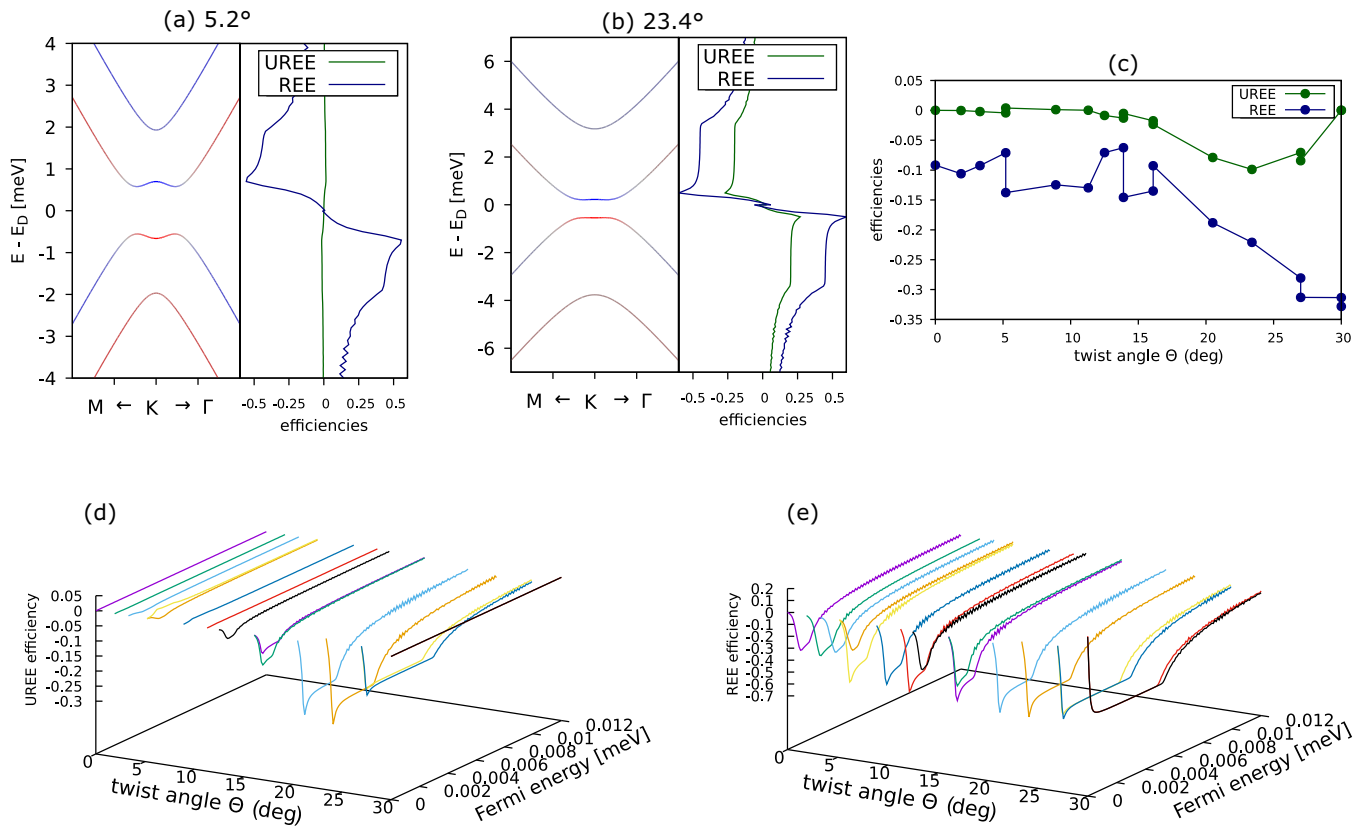 (a) 5.2°
4
3
2
1
0
-1
-2
-3
-4
E - E_D [meV]
M ← K → Γ
UREE
REE
-0.5 -0.25 0 0.25 0.5
efficiencies
(b) 23.4°
6
4
2
0
-2
-4
-6
E - E_D [meV]
M ← K → Γ
UREE
REE
-0.5 -0.25 0 0.25 0.5
efficiencies
(c)
0.05
0
-0.05
-0.1
-0.15
-0.2
-0.25
-0.3
-0.35
efficiencies
UREE
REE
0 5 10 15 20 25 30
twist angle Θ (deg)
(d)
0.05
0
-0.05
-0.1
-0.15
-0.2
-0.25
-0.3
UREE efficiency
0 5 10 15 20 25 30
twist angle Θ (deg)
0 0.002 0.004 0.006 0.008 0.01 0.012
Fermi energy [meV]
(e)
0.2
0.1
0
-0.1
-0.2
-0.3
-0.4
-0.5
-0.6
-0.7
REE efficiency
0 5 10 15 20 25 30
twist angle Θ (deg)
0 0.002 0.004 0.006 0.008 0.01 0.012
Fermi energy [meV]